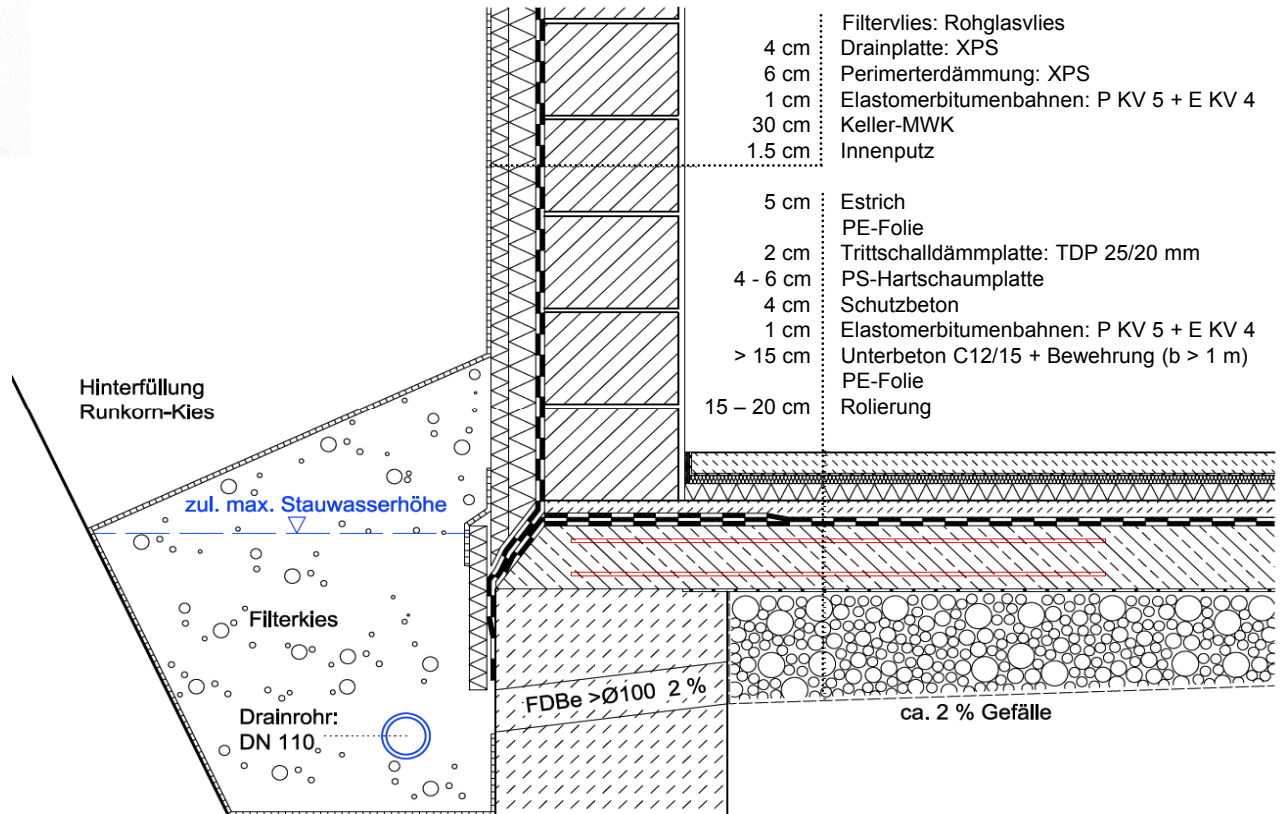 Filtervlies: Rohglasvlies
4 cm Drainplatte: XPS
6 cm Perimerterdämmung: XPS
1 cm Elastomerbitumenbahnen: P KV 5 + E KV 4
30 cm Keller-MWK
1.5 cm Innenputz
5 cm Estrich
PE-Folie
2 cm Trittschalldämmplatte: TDP 25/20 mm
4 - 6 cm PS-Hartschaumplatte
4 cm Schutzbeton
1 cm Elastomerbitumenbahnen: P KV 5 + E KV 4
> 15 cm Unterbeton C12/15 + Bewehrung (b > 1 m)
PE-Folie
15 – 20 cm Rolierung
Hinterfüllung
Runkorn-Kies
zul. max. Stauwasserhöhe
Filterkies
FDBe >Ø100 2 %
ca. 2 % Gefälle
Drainrohr:
DN 110